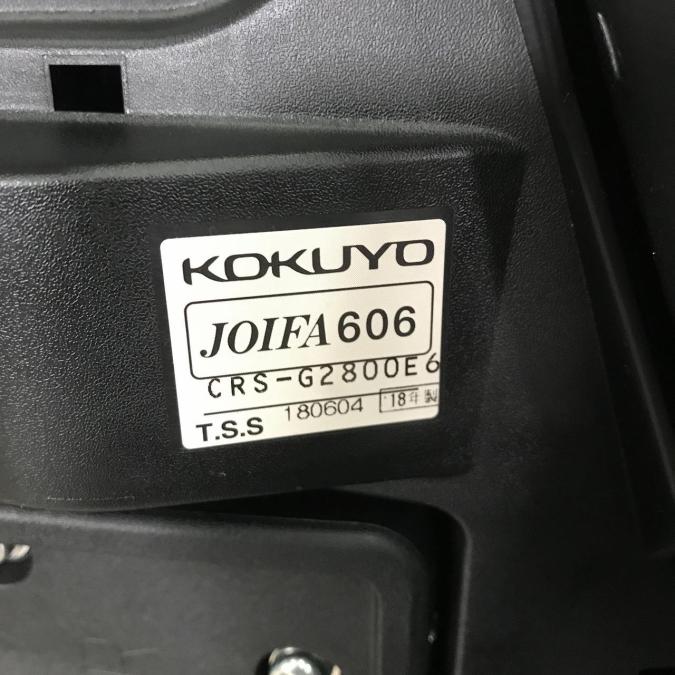 KOKUYO
JOIFA606
CRS-G2800E6
T.S.S 180604 '18年製